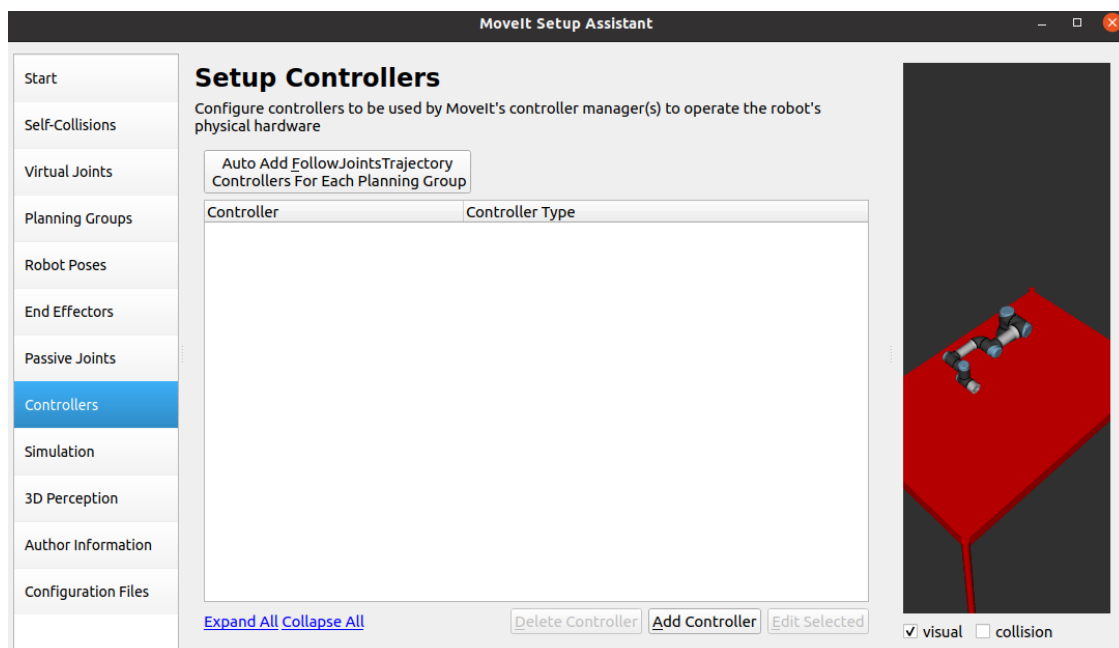 MoveIt Setup Assistant
Start
Self-Collisions
Virtual Joints
Planning Groups
Robot Poses
End Effectors
Passive Joints
Controllers
Simulation
3D Perception
Author Information
Configuration Files
Setup Controllers
Configure controllers to be used by MoveIt's controller manager(s) to operate the robot's
physical hardware
Auto Add FollowJointsTrajectory
Controllers For Each Planning Group
Controller Controller Type
Expand All Collapse All Delete Controller Add Controller Edit Selected
visual collision